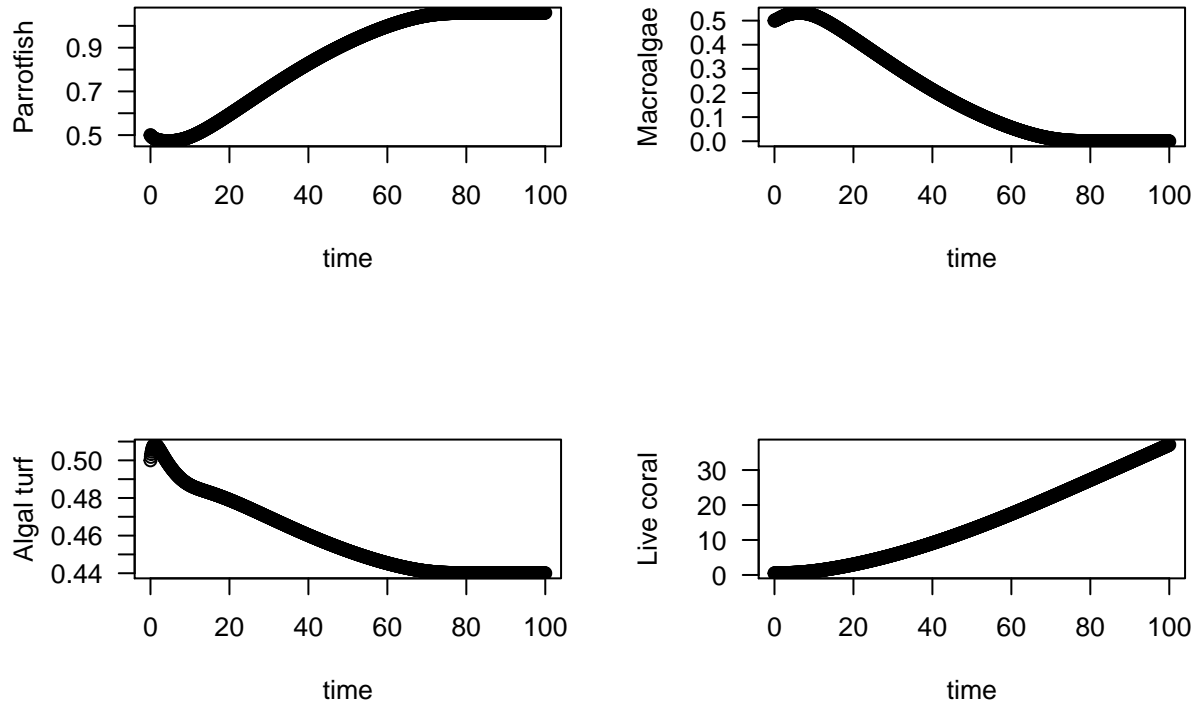 Parrotfish
0.9
0.7
0.5
0 20 40 60 80 100
time
Macroalgae
0.5
0.4
0.3
0.2
0.1
0.0
0 20 40 60 80 100
time
Algal turf
0.50
0.48
0.46
0.44
0 20 40 60 80 100
time
Live coral
30
20
10
0
0 20 40 60 80 100
time